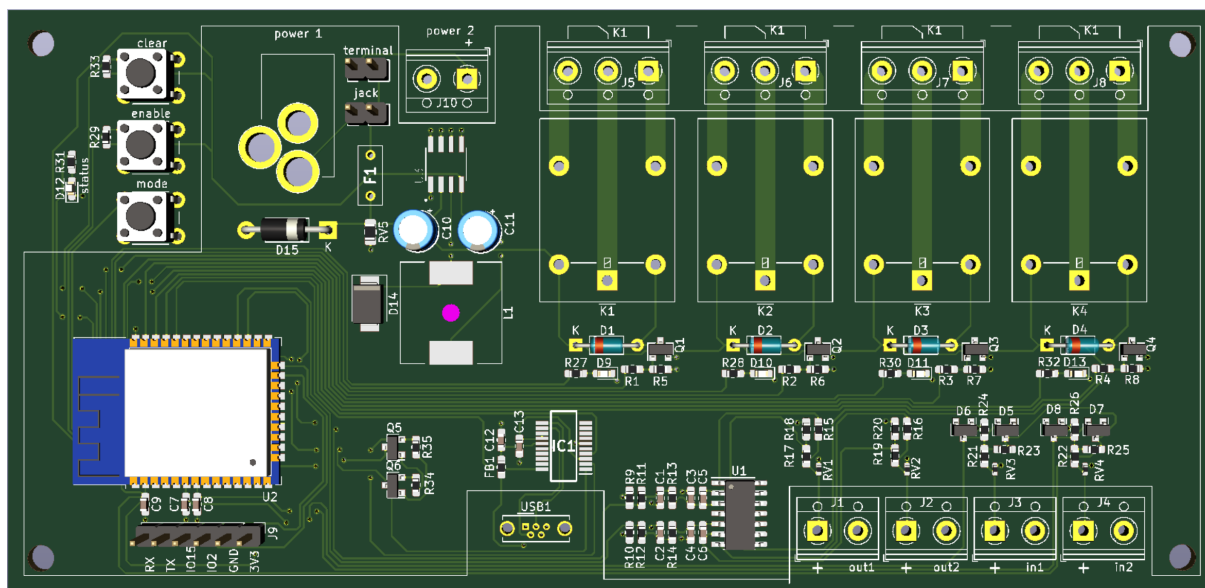 clear
R33
power 1
terminal
power 2
+
K1
K1
K1
K1
J5
J6
J7
J8
jack
J10
enable
R29
R31
D12
status
mode
F1
D15
K
RV5
C10
C11
D14
L1
K1
K2
K3
K4
K
D1
Q1
K
D2
Q2
K
D3
Q3
K
D4
Q4
R27
D9
R1
R5
R28
D10
R2
R6
R30
D11
R3
R7
R32
D13
R4
R8
R18
R15
R17
RV1
R20
R16
R19
RV2
D6
R24
D5
R21
R23
RV3
D8
R26
D7
R22
R25
RV4
Q5
R35
Q6
R34
C12
C13
FB1
IC1
U2
C9
C7
C8
J9
RX
TX
IO15
IO2
GND
3V3
USB1
R9
R11
C1
R13
C3
C5
U1
R10
R12
C2
R14
C4
C6
J1
J2
J3
J4
+ out1
+ out2
+ in1
+ in2